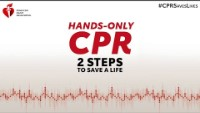 #CPRSAVESLIVES
HANDS-ONLY
CPR
2 STEPS
TO SAVE A LIFE